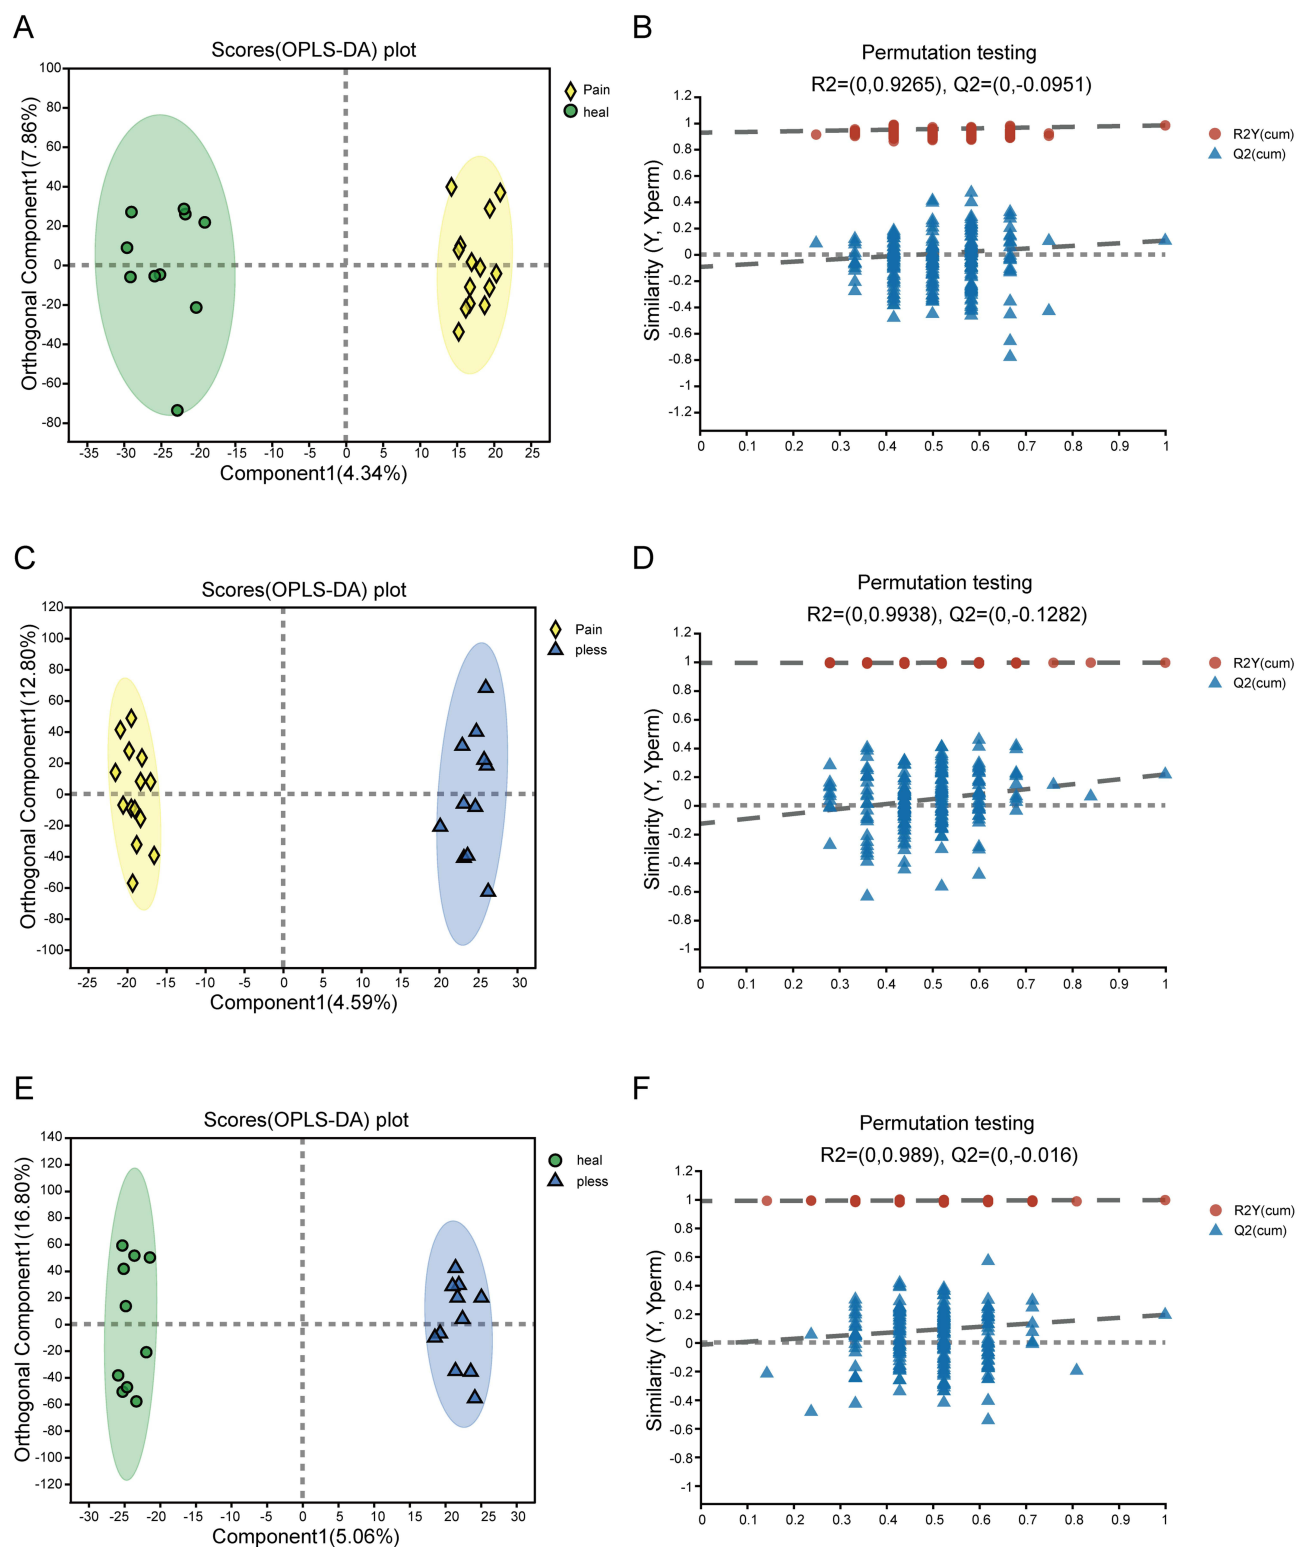 A
Scores(OPLS-DA) plot
Orthogonal Component1(7.86%)
100
80
60
40
20
0
-20
-40
-60
-80
-35 -30 -25 -20 -15 -10 -5 0 5 10 15 20 25
Component1(4.34%)
Pain
heal
B
Permutation testing
R2=(0,0.9265), Q2=(0,-0.0951)
Similarity (Y, Yperm)
1.2
1
0.8
0.6
0.4
0.2
0
-0.2
-0.4
-0.6
-0.8
-1
-1.2
0 0.1 0.2 0.3 0.4 0.5 0.6 0.7 0.8 0.9 1
R2Y(cum)
Q2(cum)
C
Scores(OPLS-DA) plot
Orthogonal Component1(12.80%)
120
100
80
60
40
20
0
-20
-40
-60
-80
-100
-25 -20 -15 -10 -5 0 5 10 15 20 25 30
Component1(4.59%)
Pain
pless
D
Permutation testing
R2=(0,0.9938), Q2=(0,-0.1282)
Similarity (Y, Yperm)
1.2
1
0.8
0.6
0.4
0.2
0
-0.2
-0.4
-0.6
-0.8
-1
0 0.1 0.2 0.3 0.4 0.5 0.6 0.7 0.8 0.9 1
R2Y(cum)
Q2(cum)
E
Scores(OPLS-DA) plot
Orthogonal Component1(16.80%)
140
120
100
80
60
40
20
0
-20
-40
-60
-80
-100
-120
-30 -25 -20 -15 -10 -5 0 5 10 15 20 25 30
Component1(5.06%)
heal
pless
F
Permutation testing
R2=(0,0.989), Q2=(0,-0.016)
Similarity (Y, Yperm)
1.2
1
0.8
0.6
0.4
0.2
0
-0.2
-0.4
-0.6
-0.8
-1
0 0.1 0.2 0.3 0.4 0.5 0.6 0.7 0.8 0.9 1
R2Y(cum)
Q2(cum)